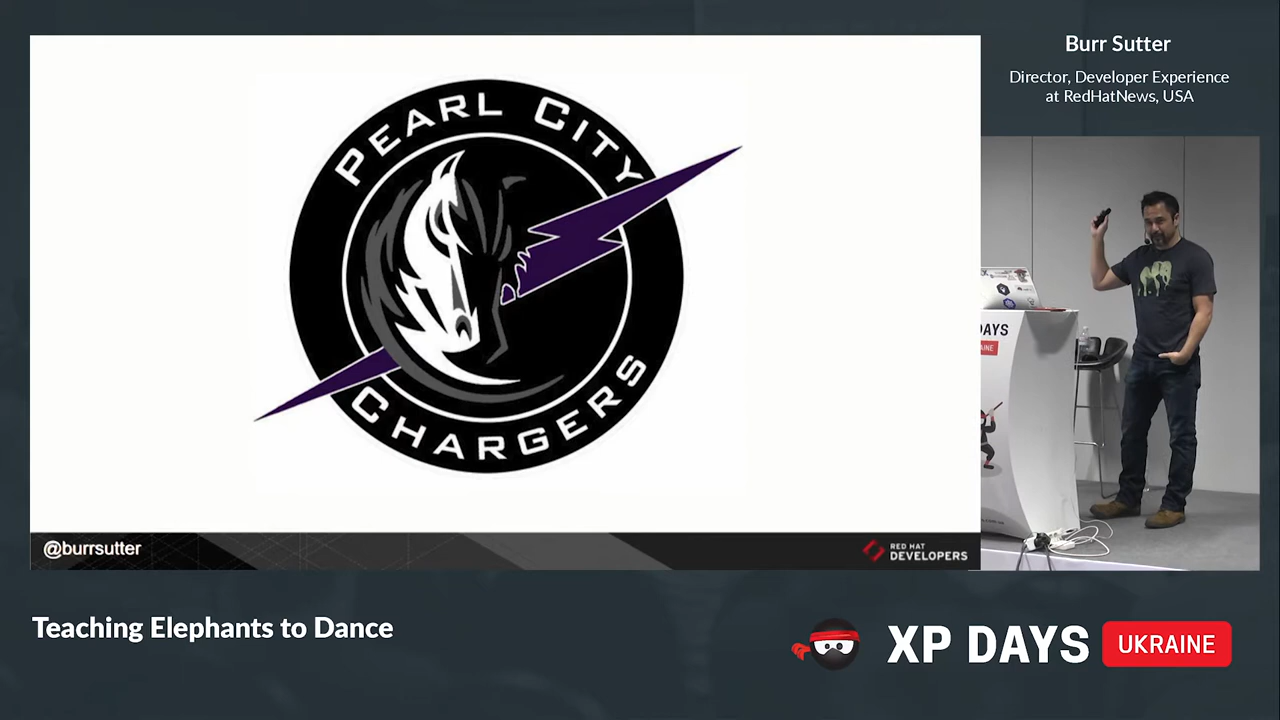 Burr Sutter
Director, Developer Experience
at RedHatNews, USA
PEARL CITY
CHARGERS
@burrsutter
RED HAT
DEVELOPERS
DAYS
AINE
Teaching Elephants to Dance
XP DAYS
UKRAINE